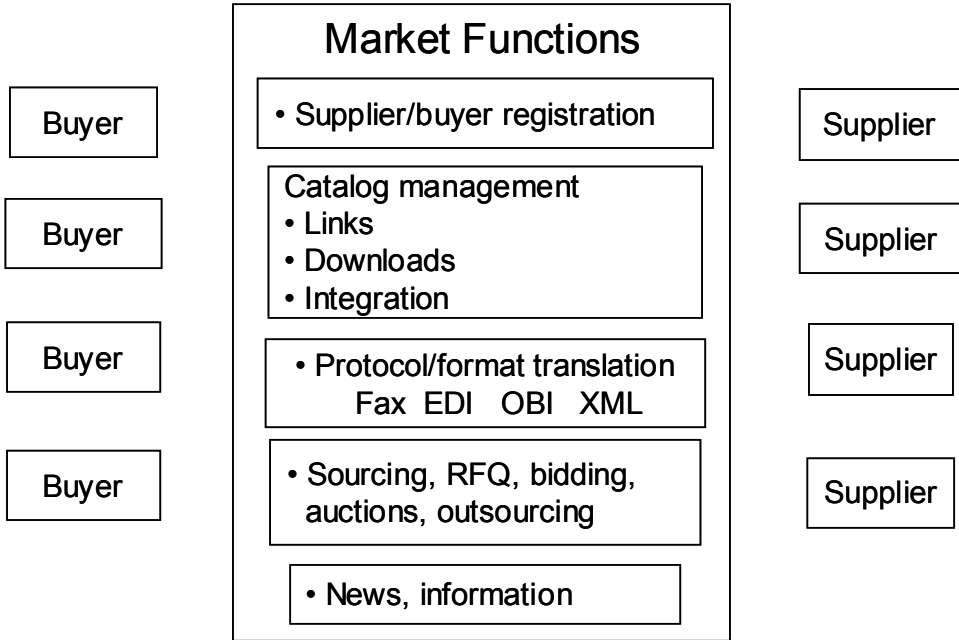 Market Functions
Buyer
• Supplier/buyer registration
Supplier
Catalog management
Buyer
• Links
Supplier
• Downloads
• Integration
Buyer
• Protocol/format translation
Supplier
Fax EDI OBI XML
Buyer
• Sourcing, RFQ, bidding,
Supplier
auctions, outsourcing
• News, information